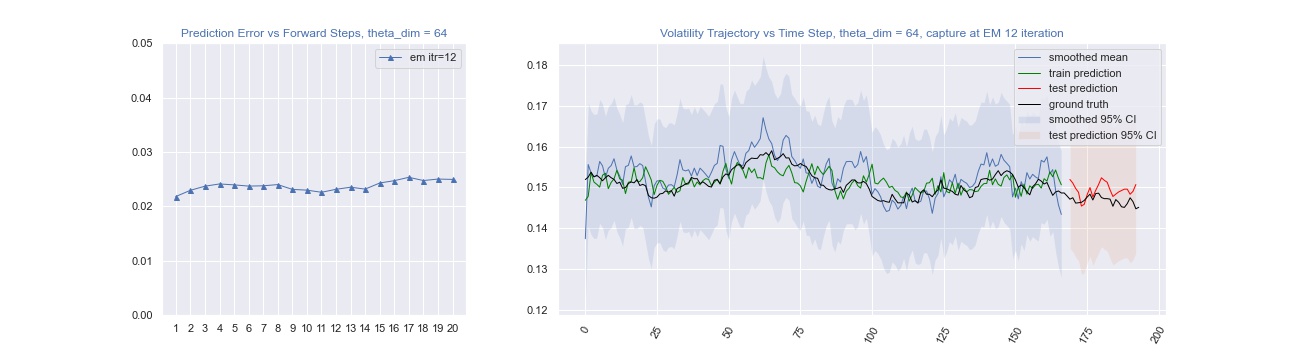 Prediction Error vs Forward Steps, theta_dim = 64
0.05
0.04
0.03
0.02
0.01
0.00
em itr=12
1 2 3 4 5 6 7 8 9 10 11 12 13 14 15 16 17 18 19 20
Volatility Trajectory vs Time Step, theta_dim = 64, capture at EM 12 iteration
0.18
0.17
0.16
0.15
0.14
0.13
0.12
smoothed mean
train prediction
test prediction
ground truth
smoothed 95% CI
test prediction 95% CI
0 25 50 75 100 125 150 175 200